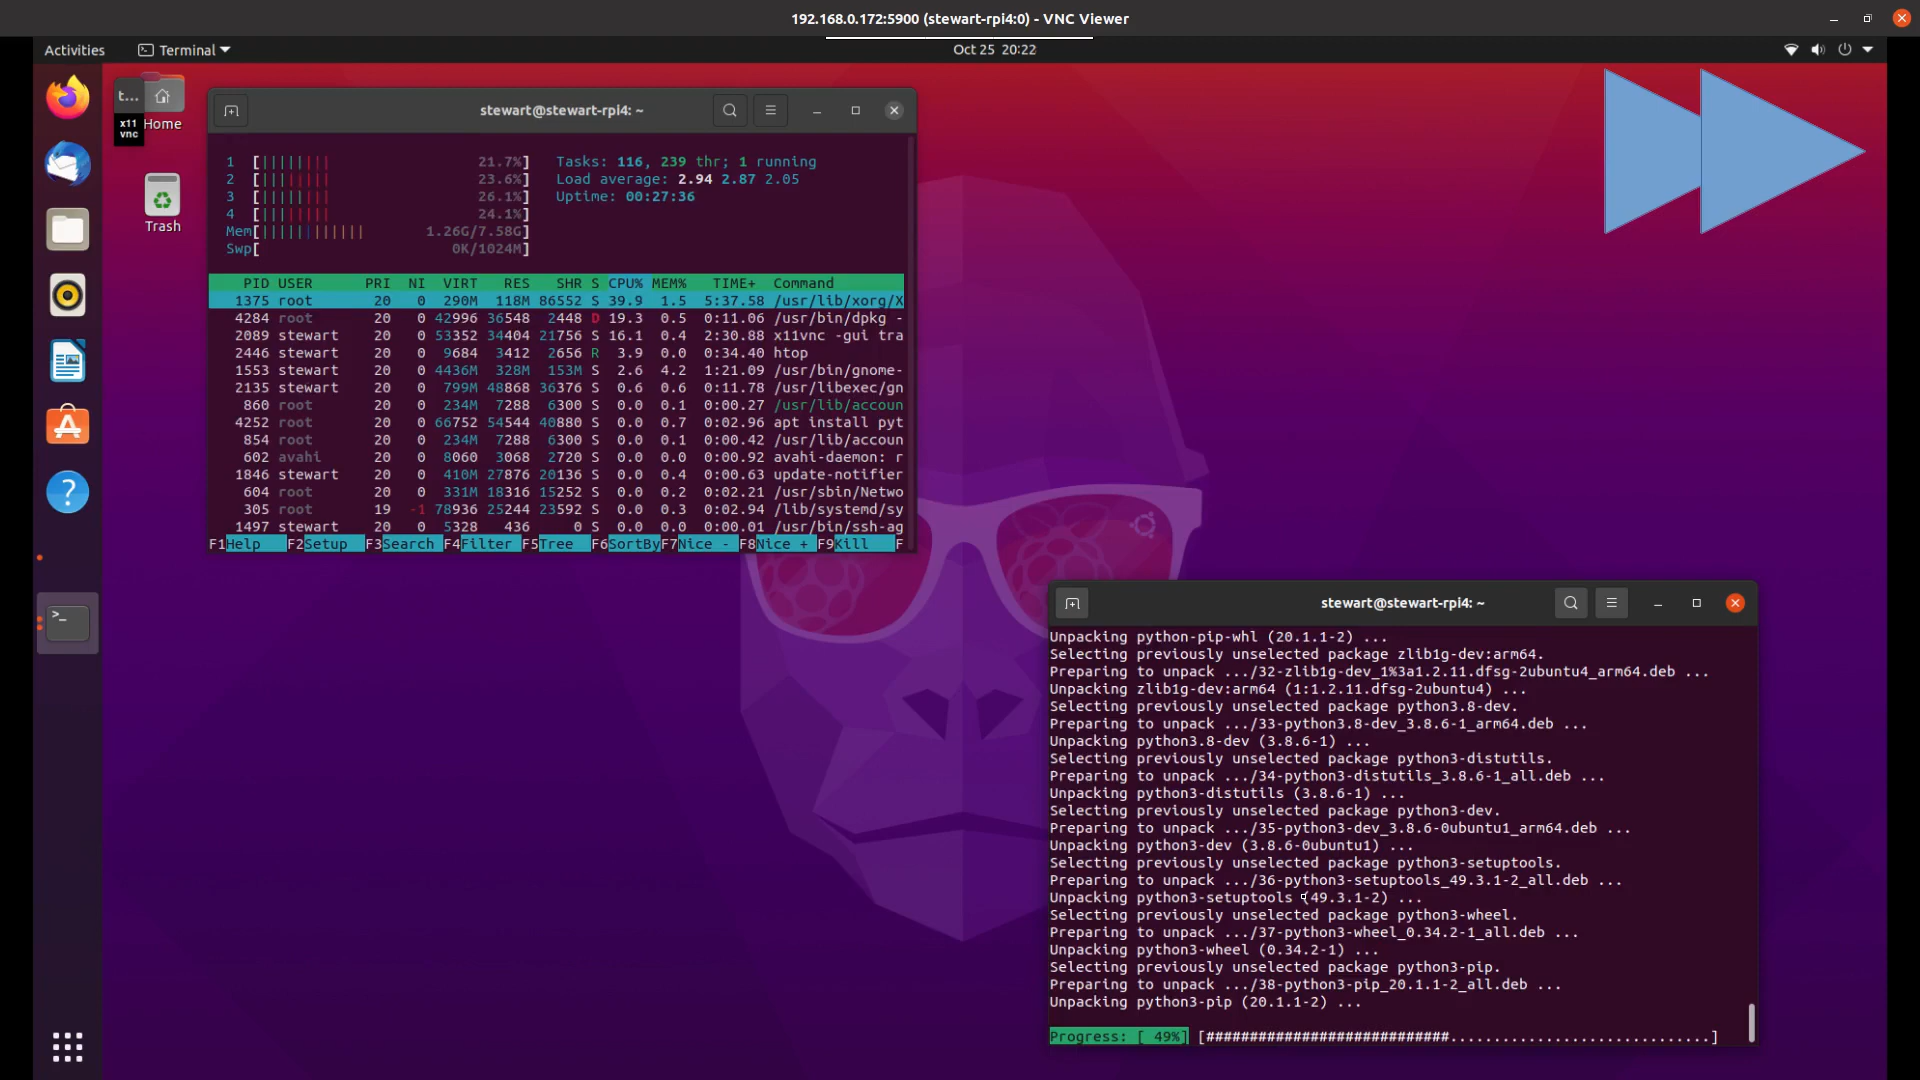 192.168.0.172:5900 (stewart-rpi4:0) - VNC Viewer
Activities
Terminal
Oct 25 20:22
t...
x11
vnc
Home
Trash
stewart@stewart-rpi4: ~
1 [|||||||| 21.7%] Tasks: 116, 239 thr; 1 running
2 [|||||||| 23.6%] Load average: 2.94 2.87 2.05
3 [|||||||| 26.1%] Uptime: 00:27:36
4 [|||||||| 24.1%]
Mem[|||||||||||| 1.26G/7.58G]
Swp[ 0K/1024M]
PID USER PRI NI VIRT RES SHR S CPU% MEM% TIME+ Command
1375 root 20 0 290M 118M 86552 S 39.9 1.5 5:37.58 /usr/lib/xorg/X
4284 root 20 0 42996 36548 2448 D 19.3 0.5 0:11.06 /usr/bin/dpkg -
2089 stewart 20 0 53352 34404 21756 S 16.1 0.4 2:30.88 x11vnc -gui tra
2446 stewart 20 0 9684 3412 2656 R 3.9 0.0 0:34.40 htop
1553 stewart 20 0 4436M 328M 153M S 2.6 4.2 1:21.09 /usr/bin/gnome-
2135 stewart 20 0 799M 48868 36376 S 0.6 0.6 0:11.78 /usr/libexec/gn
860 root 20 0 234M 7288 6300 S 0.0 0.1 0:00.27 /usr/lib/accoun
4252 root 20 0 66752 54544 40880 S 0.0 0.7 0:02.96 apt install pyt
854 root 20 0 234M 7288 6300 S 0.0 0.1 0:00.42 /usr/lib/accoun
602 avahi 20 0 8060 3068 2720 S 0.0 0.0 0:00.92 avahi-daemon: r
1846 stewart 20 0 410M 27876 20136 S 0.0 0.4 0:00.63 update-notifier
604 root 20 0 331M 18316 15252 S 0.0 0.2 0:02.21 /usr/sbin/Netwo
305 root 19 -1 78936 25244 23592 S 0.0 0.3 0:02.94 /lib/systemd/sy
1497 stewart 20 0 5328 436 0 S 0.0 0.0 0:00.01 /usr/bin/ssh-ag
F1Help F2Setup F3Search F4Filter F5Tree F6SortBy F7Nice - F8Nice + F9Kill F
stewart@stewart-rpi4: ~
Unpacking python-pip-whl (20.1.1-2) ...
Selecting previously unselected package zlib1g-dev:arm64.
Preparing to unpack .../32-zlib1g-dev_1%3a1.2.11.dfsg-2ubuntu4_arm64.deb ...
Unpacking zlib1g-dev:arm64 (1:1.2.11.dfsg-2ubuntu4) ...
Selecting previously unselected package python3.8-dev.
Preparing to unpack .../33-python3.8-dev_3.8.6-1_arm64.deb ...
Unpacking python3.8-dev (3.8.6-1) ...
Selecting previously unselected package python3-distutils.
Preparing to unpack .../34-python3-distutils_3.8.6-1_all.deb ...
Unpacking python3-distutils (3.8.6-1) ...
Selecting previously unselected package python3-dev.
Preparing to unpack .../35-python3-dev_3.8.6-0ubuntu1_arm64.deb ...
Unpacking python3-dev (3.8.6-0ubuntu1) ...
Selecting previously unselected package python3-setuptools.
Preparing to unpack .../36-python3-setuptools_49.3.1-2_all.deb ...
Unpacking python3-setuptools (49.3.1-2) ...
Selecting previously unselected package python3-wheel.
Preparing to unpack .../37-python3-wheel_0.34.2-1_all.deb ...
Unpacking python3-wheel (0.34.2-1) ...
Selecting previously unselected package python3-pip.
Preparing to unpack .../38-python3-pip_20.1.1-2_all.deb ...
Unpacking python3-pip (20.1.1-2) ...
Progress: [ 49%] [############################..............................]